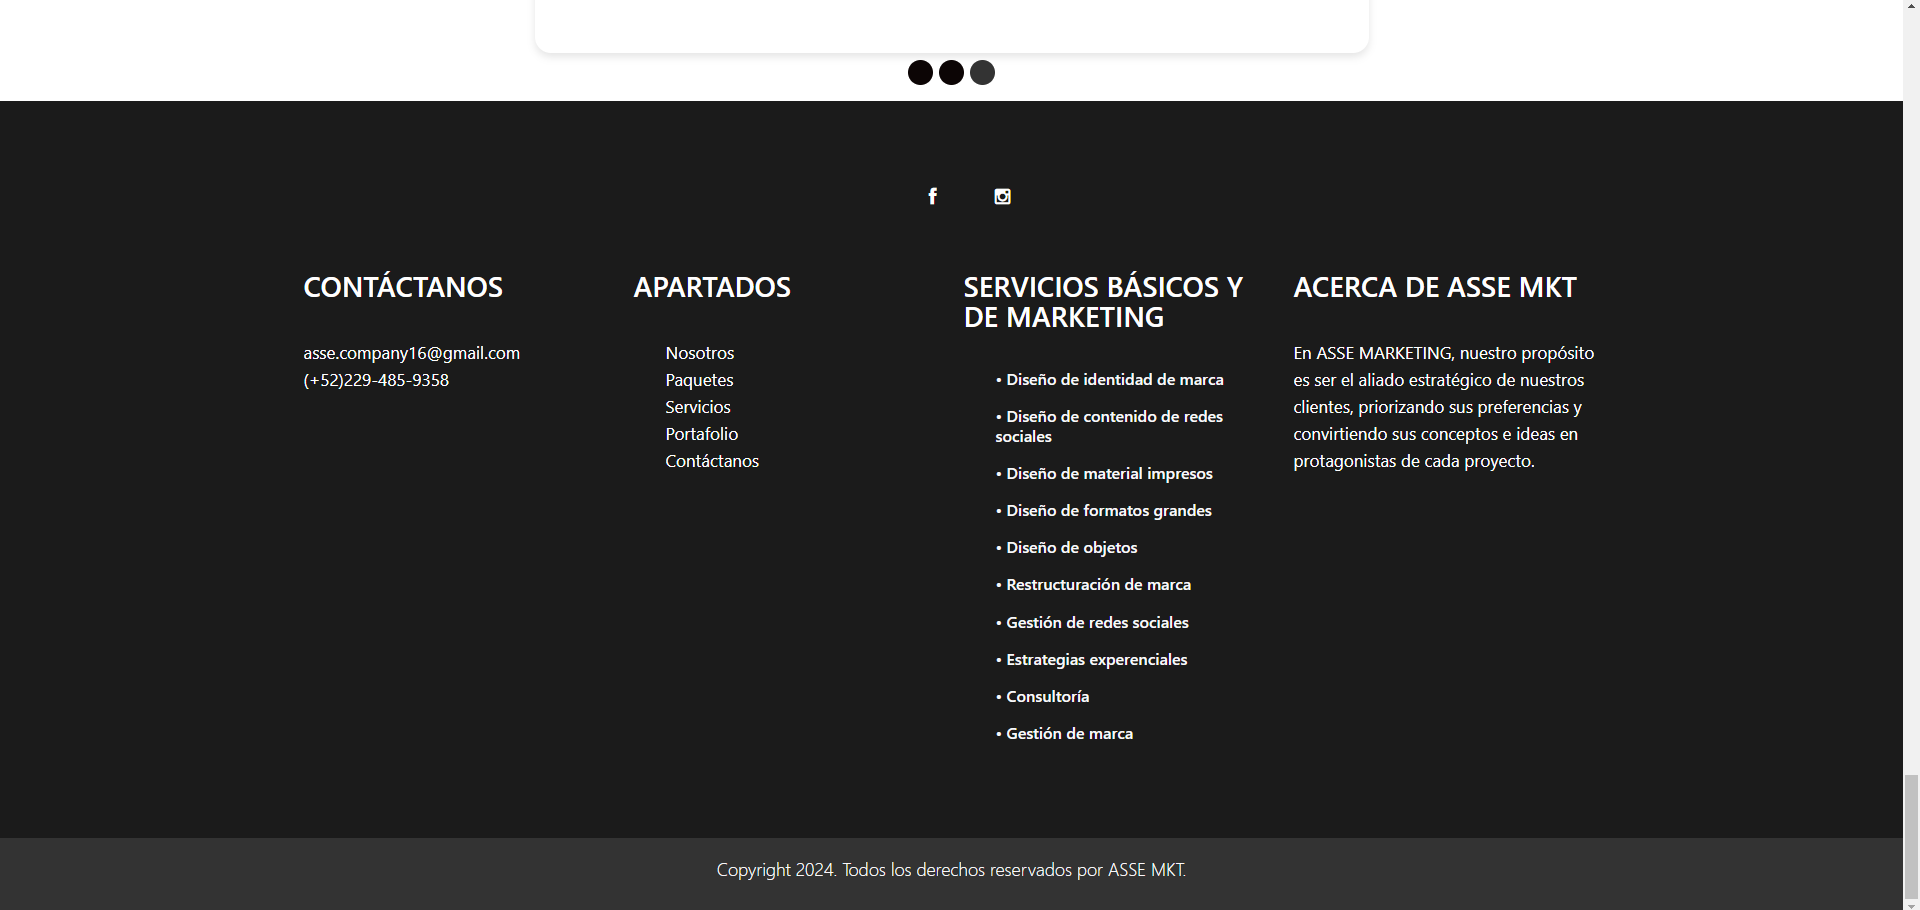 CONTÁCTANOS
asse.company16@gmail.com
(+52)229-485-9358
APARTADOS
Nosotros
Paquetes
Servicios
Portafolio
Contáctanos
SERVICIOS BÁSICOS Y
DE MARKETING
• Diseño de identidad de marca
• Diseño de contenido de redes
sociales
• Diseño de material impresos
• Diseño de formatos grandes
• Diseño de objetos
• Restructuración de marca
• Gestión de redes sociales
• Estrategias experenciales
• Consultoría
• Gestión de marca
ACERCA DE ASSE MKT
En ASSE MARKETING, nuestro propósito
es ser el aliado estratégico de nuestros
clientes, priorizando sus preferencias y
convirtiendo sus conceptos e ideas en
protagonistas de cada proyecto.
Copyright 2024. Todos los derechos reservados por ASSE MKT.